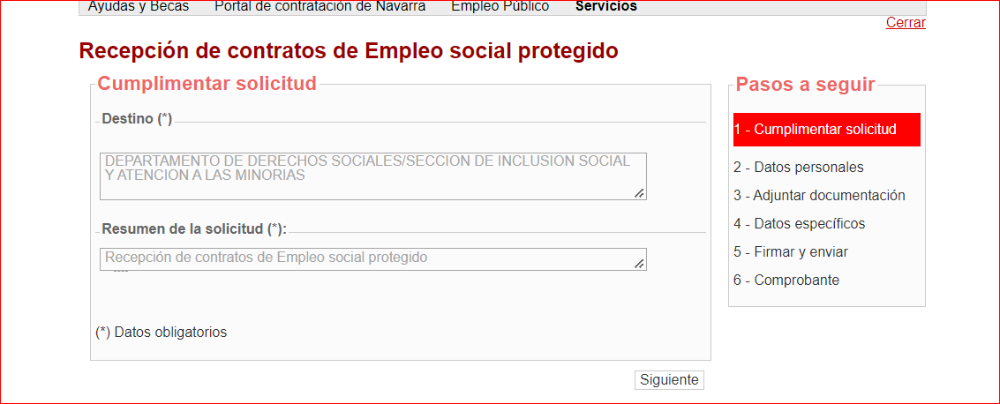 Ayudas y Becas Portal de contratación de Navarra Empleo Público Servicios
Cerrar
Recepción de contratos de Empleo social protegido
Cumplimentar solicitud
Destino (*)
DEPARTAMENTO DE DERECHOS SOCIALES/SECCION DE INCLUSION SOCIAL
Y ATENCION A LAS MINORIAS
Resumen de la solicitud (*):
Recepción de contratos de Empleo social protegido
(*) Datos obligatorios
Siguiente
Pasos a seguir
1 - Cumplimentar solicitud
2 - Datos personales
3 - Adjuntar documentación
4 - Datos específicos
5 - Firmar y enviar
6 - Comprobante